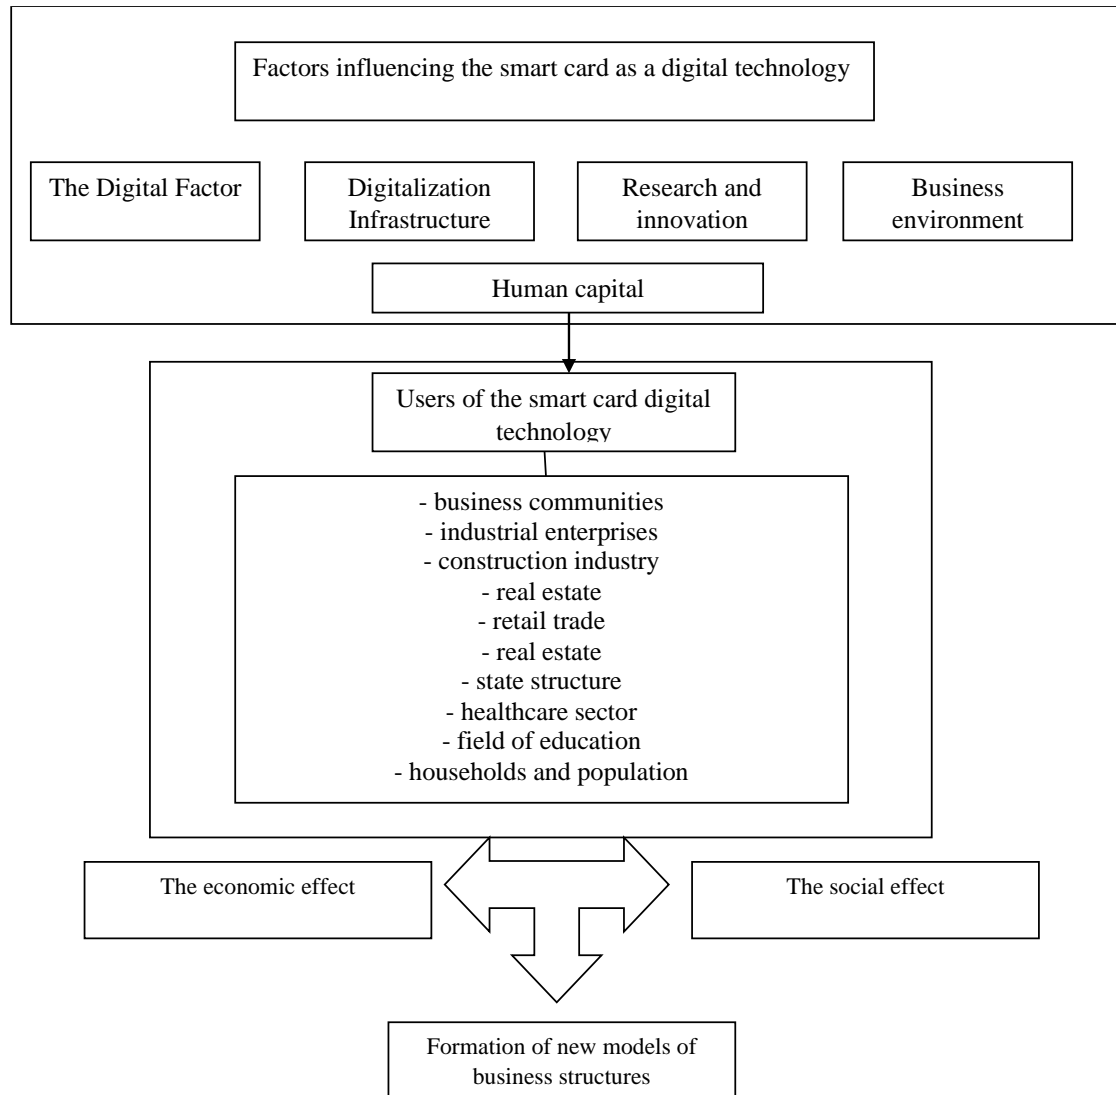 Factors influencing the smart card as a digital technology
The Digital Factor
Digitalization
Infrastructure
Research and
innovation
Business
environment
Human capital
Users of the smart card digital
technology
- business communities
- industrial enterprises
- construction industry
- real estate
- retail trade
- real estate
- state structure
- healthcare sector
- field of education
- households and population
The economic effect
The social effect
Formation of new models of
business structures